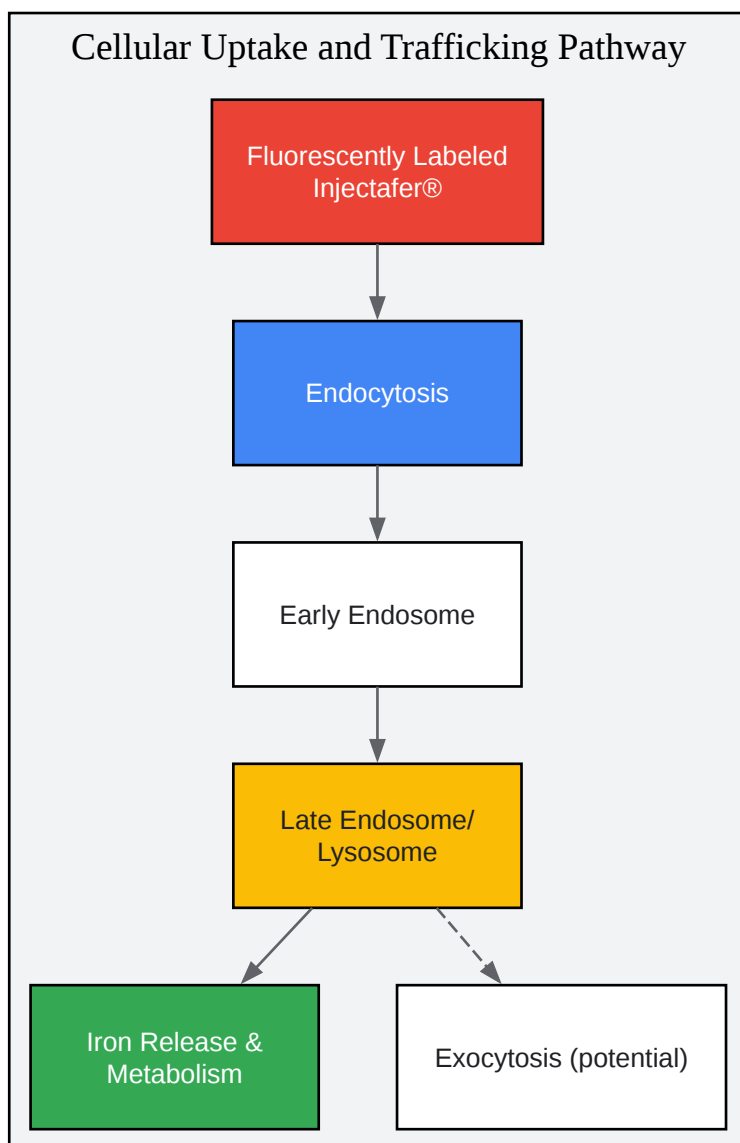 Cellular Uptake and Trafficking Pathway
Fluorescently Labeled
Injectafer®
Endocytosis
Early Endosome
Late Endosome/
Lysosome
Iron Release &
Metabolism
Exocytosis (potential)